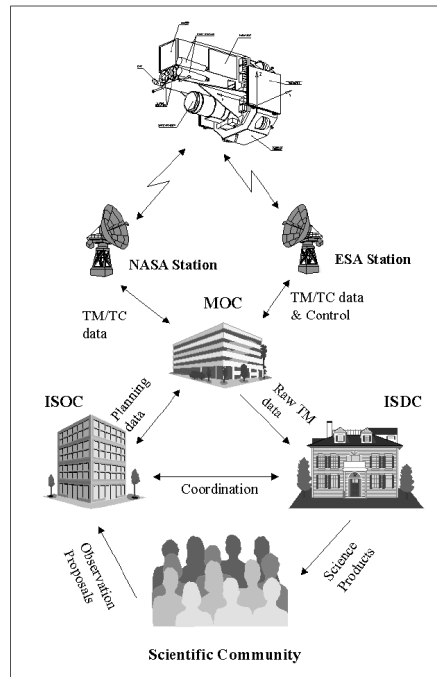 NASA Station
ESA Station
MOC
TM/TC
data
TM/TC data
& Control
ISOC
Planning
data
Raw TM
data
ISDC
Coordination
Observation
Proposals
Science
Products
Scientific Community